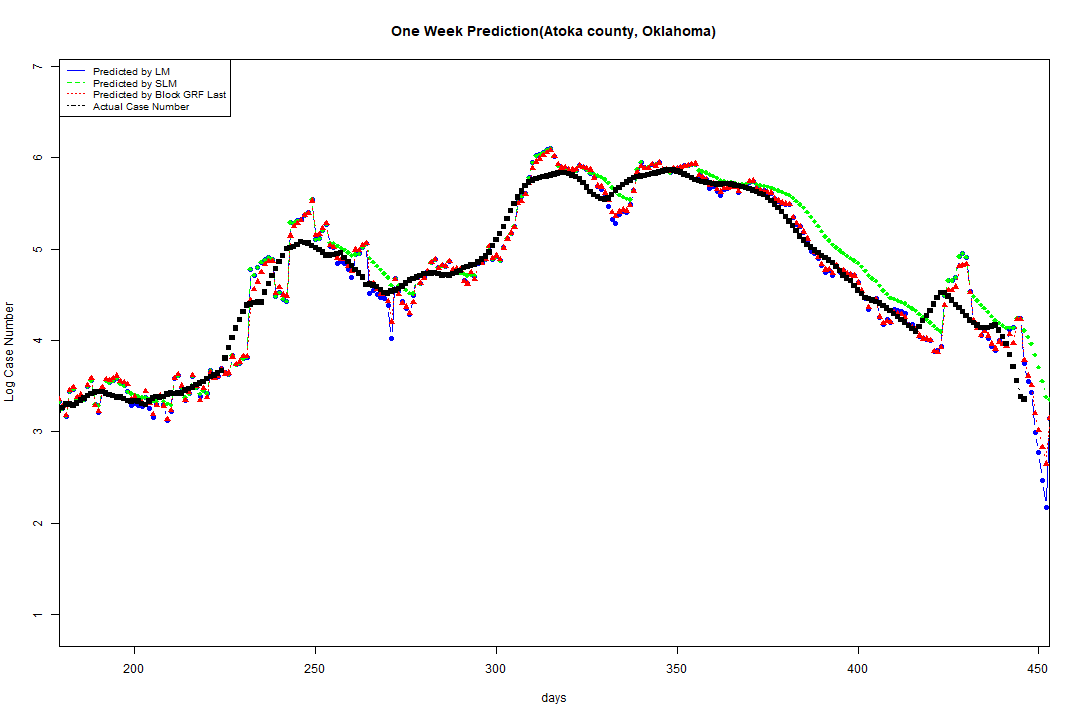 One Week Prediction(Atoka county, Oklahoma)
7
Predicted by LM
Predicted by SLM
Predicted by Block GRF Last
Actual Case Number
6
5
4
3
2
1
Log Case Number
200 250 300 350 400 450
days